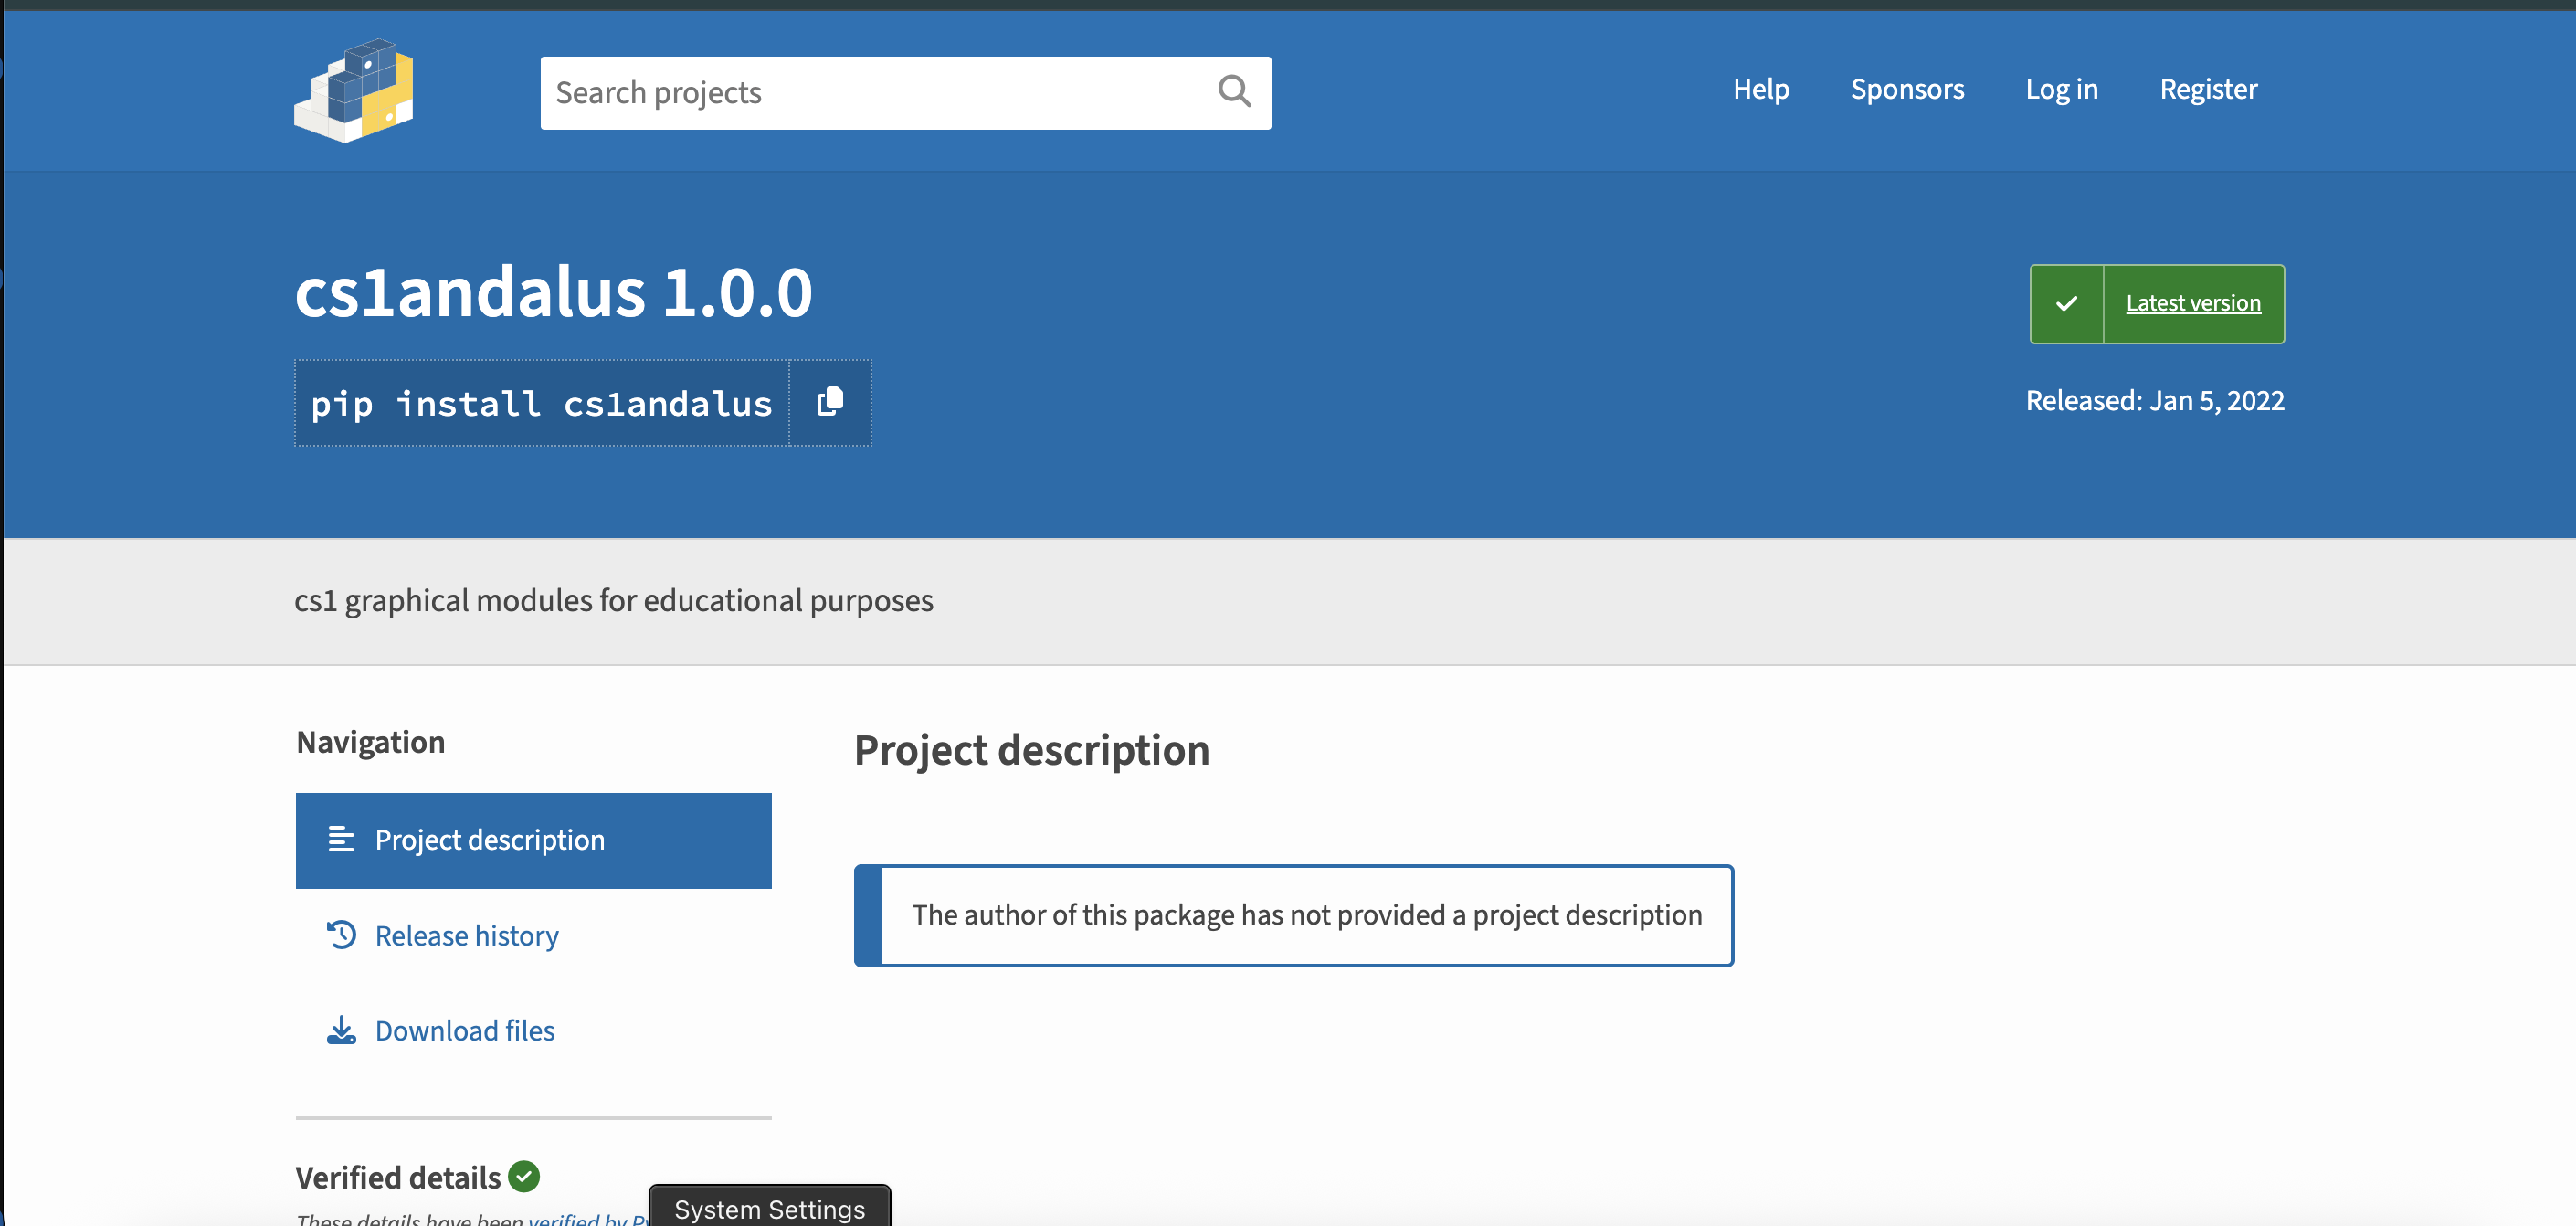 Search projects
Help
Sponsors
Log in
Register
cs1andalus 1.0.0
pip install cs1andalus
Latest version
Released: Jan 5, 2022
cs1 graphical modules for educational purposes
Navigation
Project description
Release history
Download files
Project description
The author of this package has not provided a project description
Verified details
These details have been verified by
System Settings